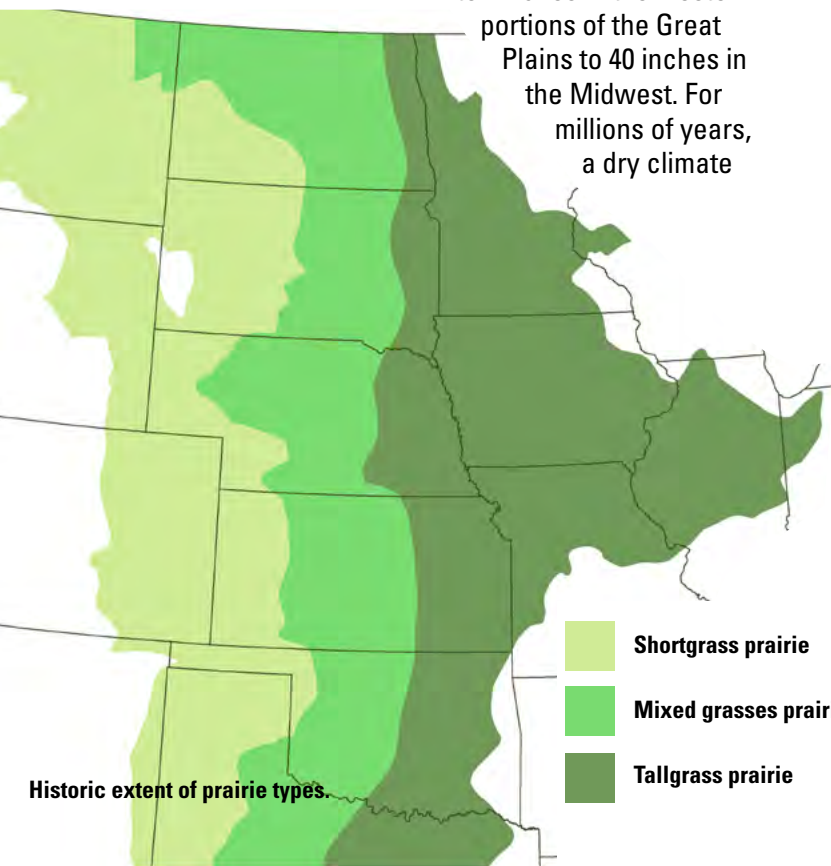 portions of the Great
Plains to 40 inches in
the Midwest. For
millions of years,
a dry climate
Shortgrass prairie
Mixed grasses prair
Tallgrass prairie
Historic extent of prairie types.